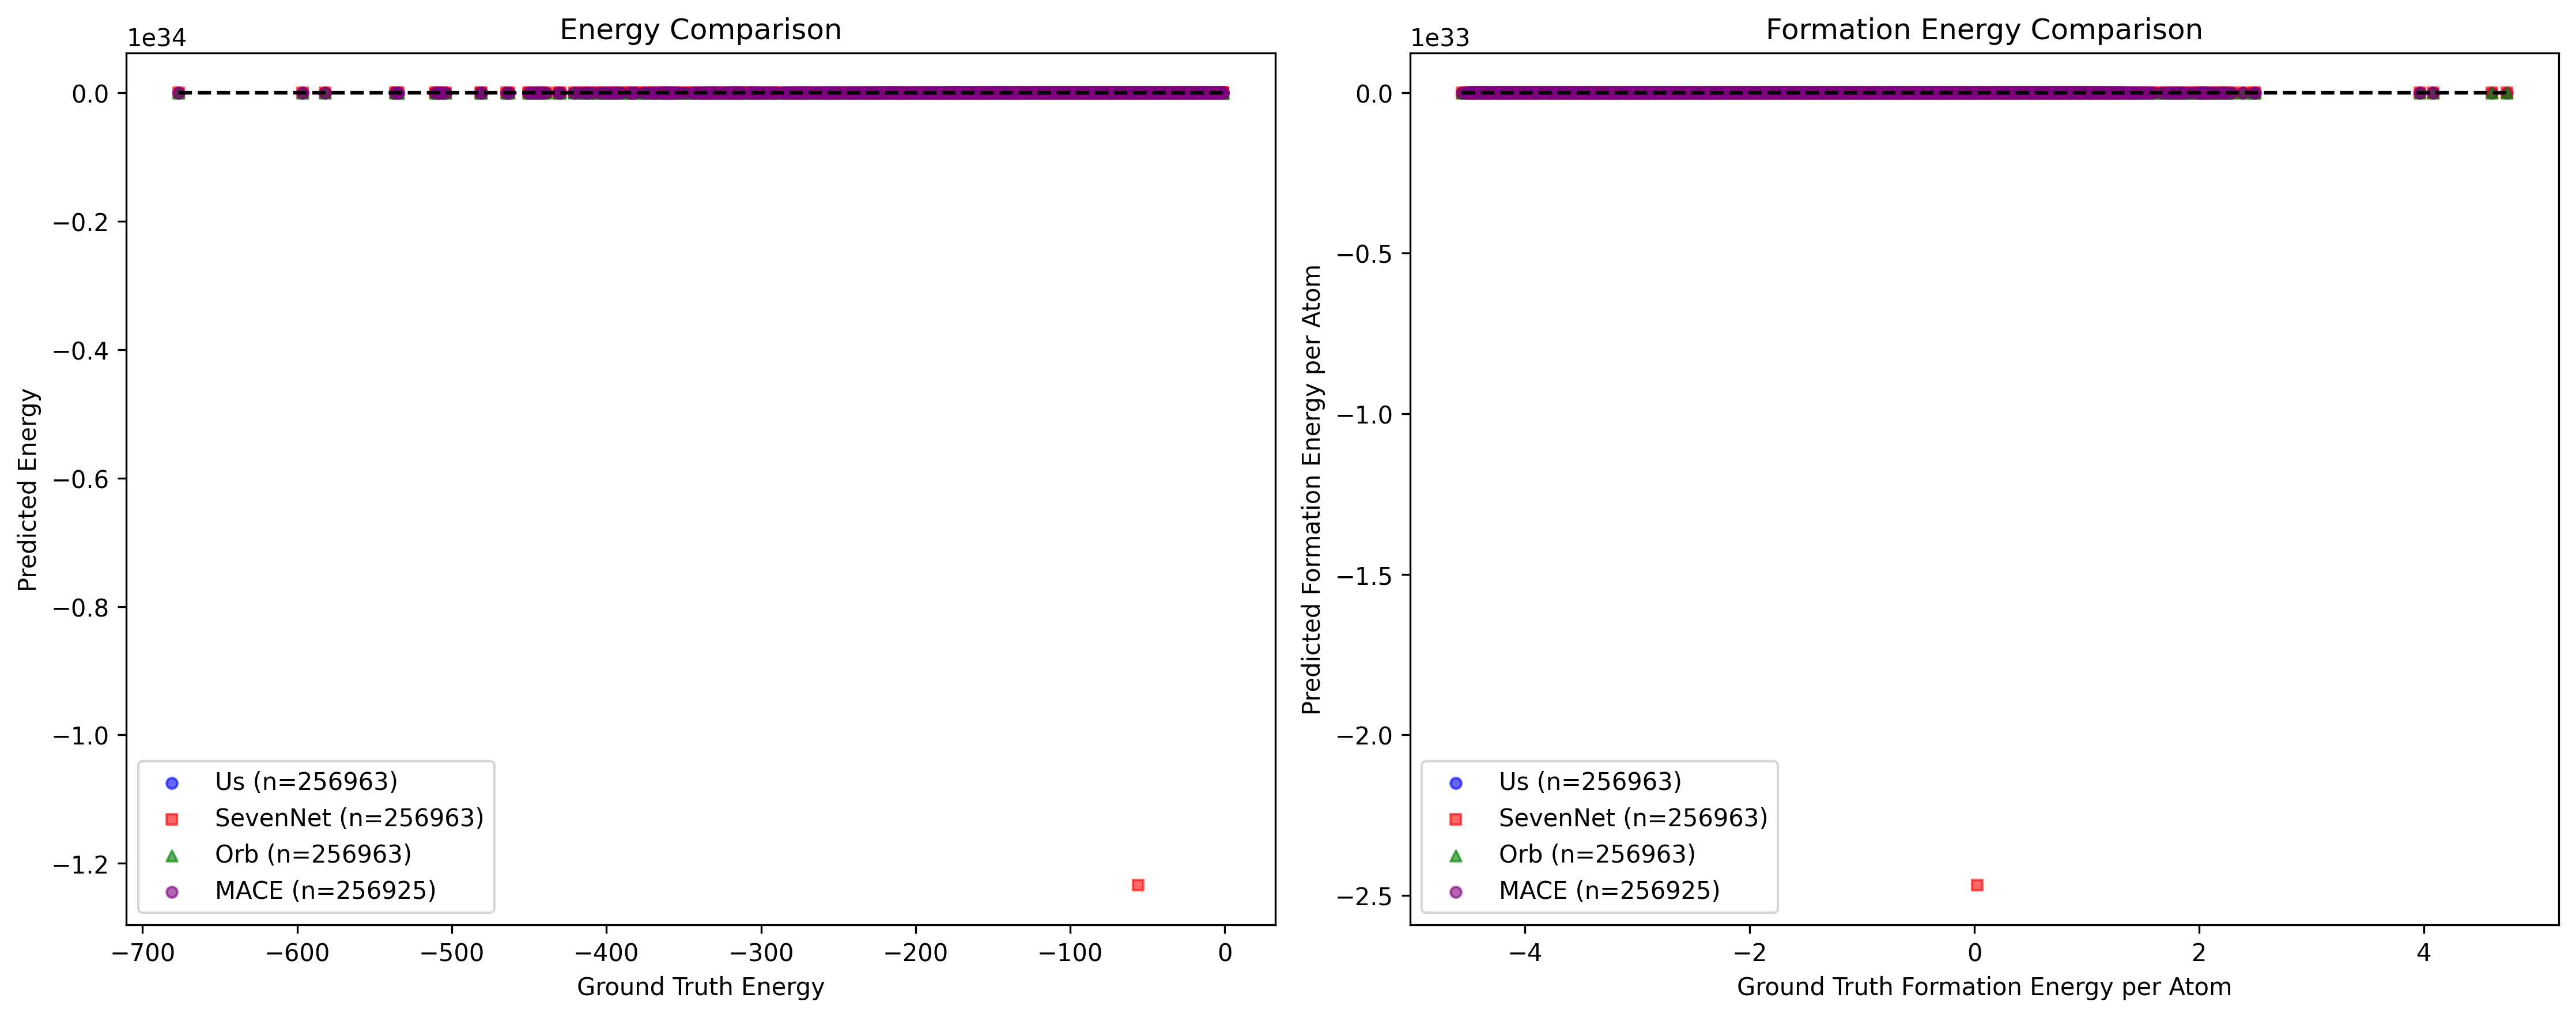 Energy Comparison
1e34
0.0
−0.2
−0.4
−0.6
−0.8
−1.0
−1.2
Predicted Energy
−700 −600 −500 −400 −300 −200 −100 0
Ground Truth Energy
Us (n=256963)
SevenNet (n=256963)
Orb (n=256963)
MACE (n=256925)
Formation Energy Comparison
1e33
0.0
−0.5
−1.0
−1.5
−2.0
−2.5
Predicted Formation Energy per Atom
−4 −2 0 2 4
Ground Truth Formation Energy per Atom
Us (n=256963)
SevenNet (n=256963)
Orb (n=256963)
MACE (n=256925)